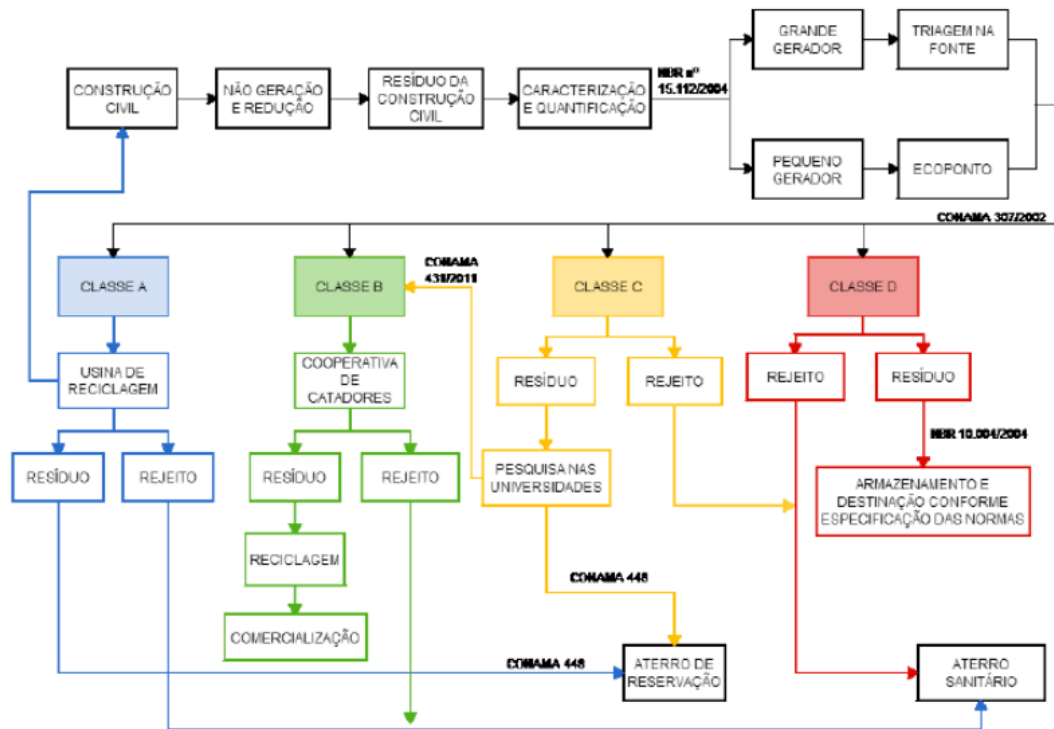 CONSTRUÇÃO
CIVIL
NÃO GERAÇÃO
E REDUÇÃO
RESÍDUO DA
CONSTRUÇÃO
CIVIL
CARACTERIZAÇÃO
E QUANTIFICAÇÃO
NBR nº
15.112/2004
GRANDE
GERADOR
TRIAGEM NA
FONTE
PEQUENO
GERADOR
ECOPONTO
CONAMA 307/2002
CLASSE A
CLASSE B
CONAMA
431/2011
CLASSE C
CLASSE D
USINA DE
RECICLAGEM
COOPERATIVA
DE
CATADORES
RESÍDUO
REJEITO
REJEITO
RESÍDUO
NBR 10.004/2004
RESÍDUO
REJEITO
RESÍDUO
REJEITO
PESQUISA NAS
UNIVERSIDADES
ARMAZENAMENTO E
DESTINAÇÃO CONFORME
ESPECIFICAÇÃO DAS NORMAS
RECICLAGEM
CONAMA 448
COMERCIALIZAÇÃO
CONAMA 448
ATERRO DE
RESERVAÇÃO
ATERRO
SANITÁRIO